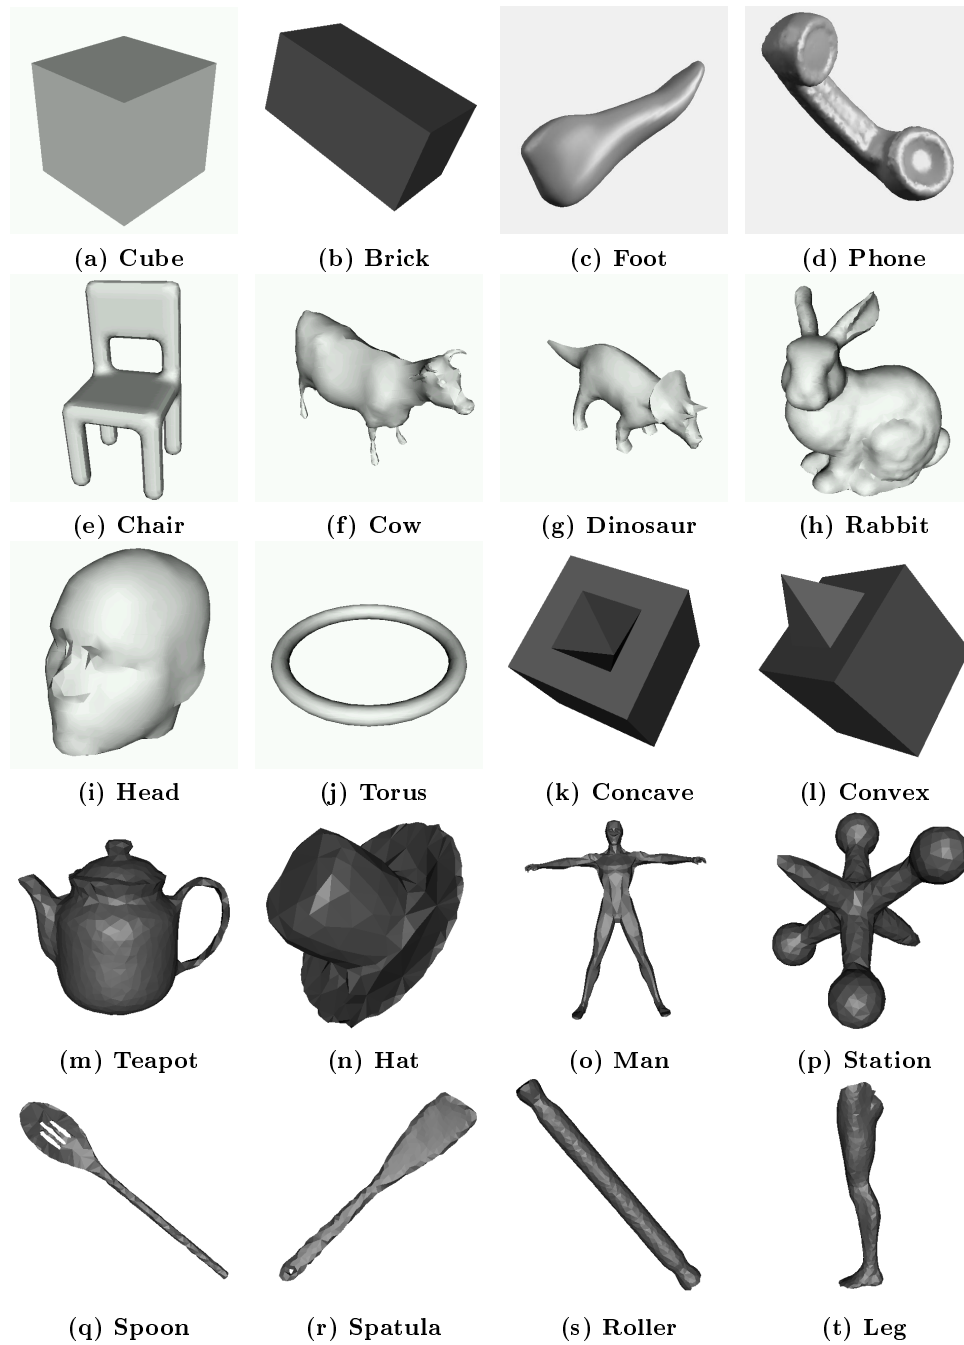 (a) Cube (b) Brick (c) Foot (d) Phone
(e) Chair (f) Cow (g) Dinosaur (h) Rabbit
(i) Head (j) Torus (k) Concave (l) Convex
(m) Teapot (n) Hat (o) Man (p) Station
(q) Spoon (r) Spatula (s) Roller (t) Leg